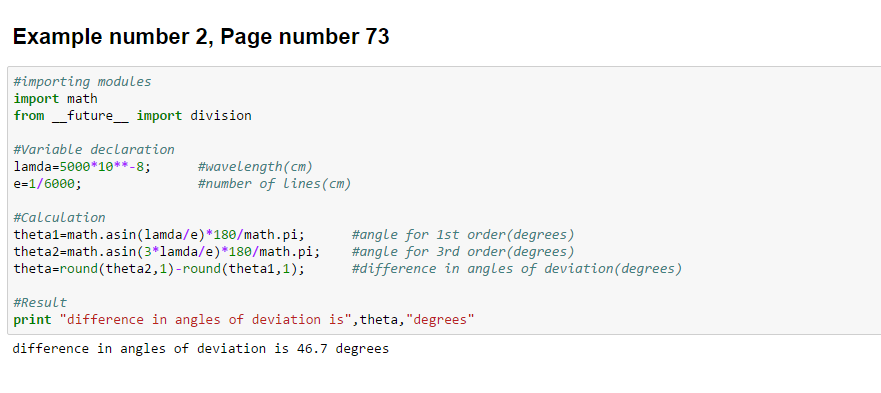 Example number 2, Page number 73
#importing modules
import math
from __future__ import division
#Variable declaration
lamda=5000*10**-8;      #wavelength(cm)
e=1/6000;               #number of lines(cm)
#Calculation
theta1=math.asin(lamda/e)*180/math.pi;      #angle for 1st order(degrees)
theta2=math.asin(3*lamda/e)*180/math.pi;    #angle for 3rd order(degrees)
theta=round(theta2,1)-round(theta1,1);      #difference in angles of deviation(degrees)
#Result
print "difference in angles of deviation is",theta,"degrees"
difference in angles of deviation is 46.7 degrees